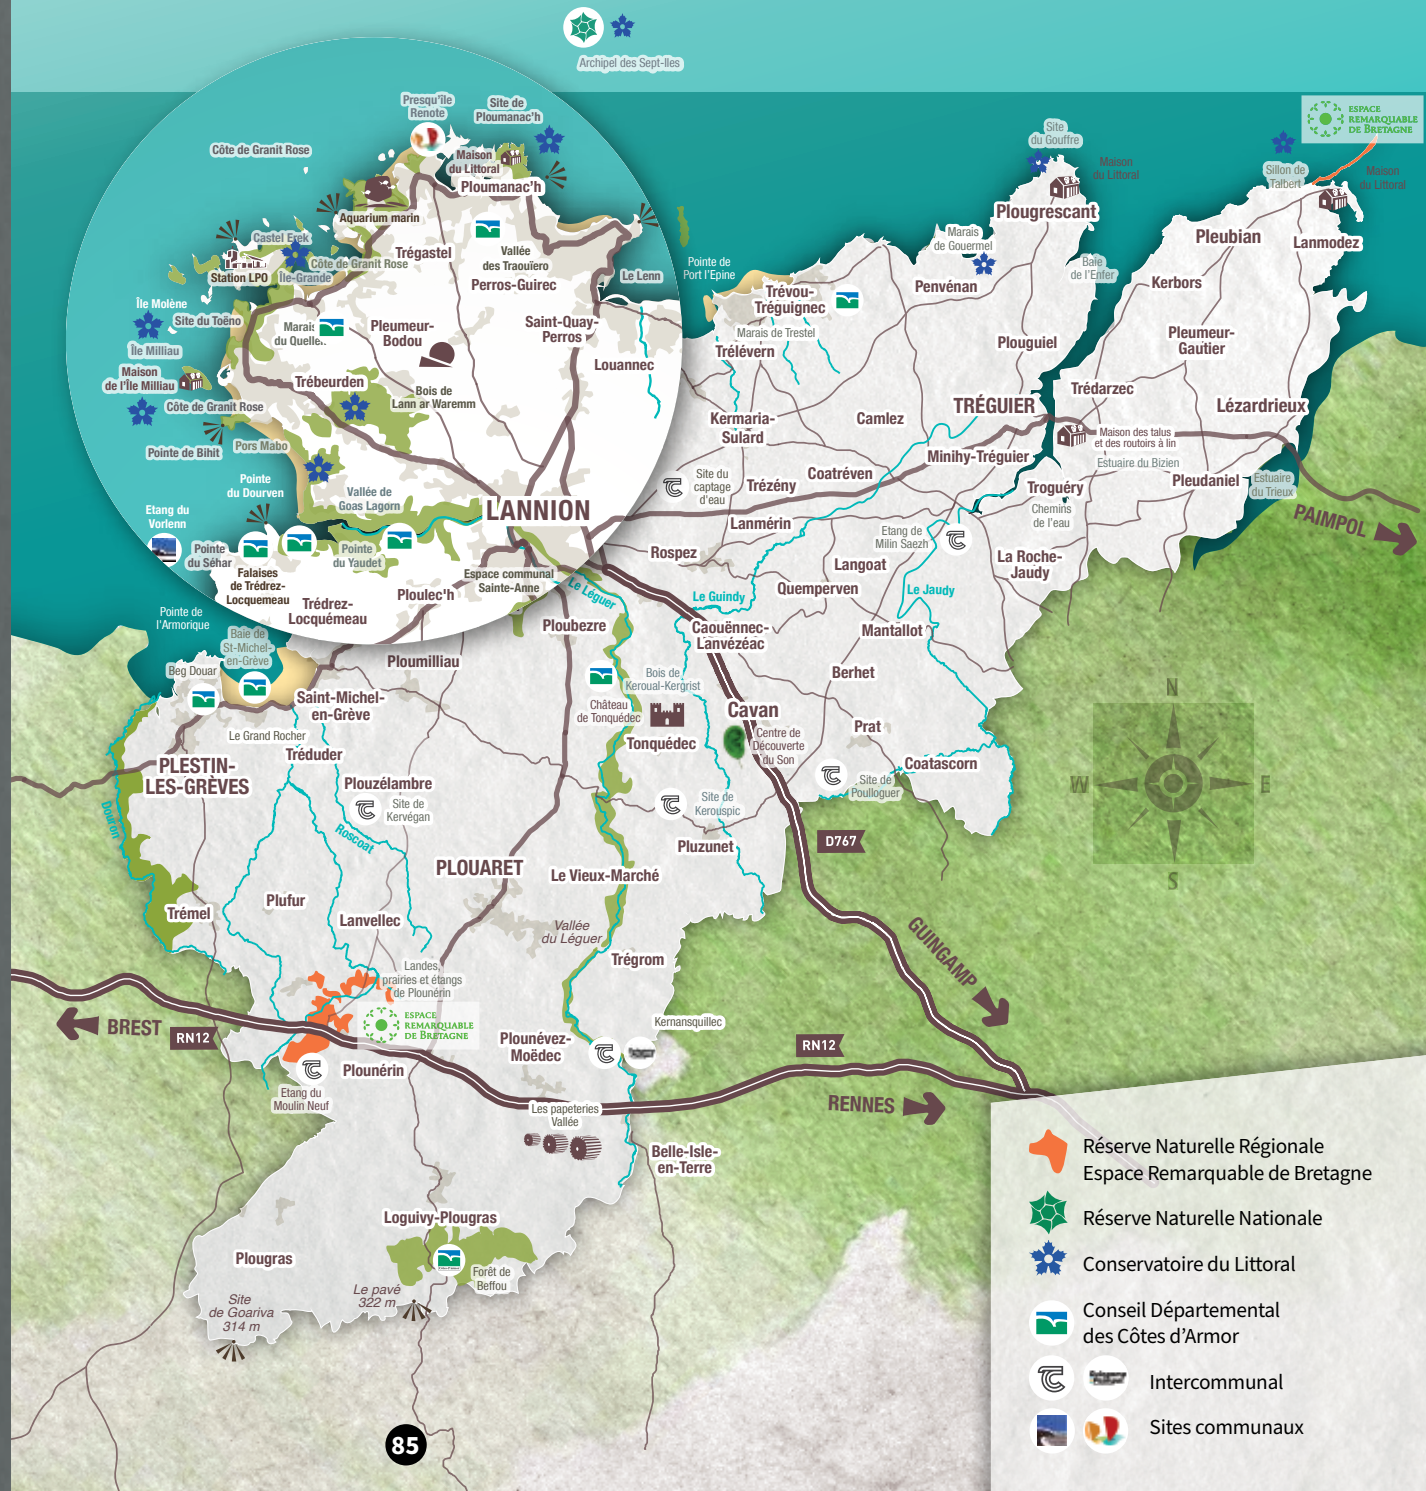 Archipel des Sept-Iles
ESPACE
REMARQUABLE
DE BRETAGNE
Presqu'île
Renote
Site de
Ploumanac'h
Côte de Granit Rose
Maison
du Littoral
Ploumanac'h
Aquarium marin
Castel Erek
Trégastel
Vallée
des Traouïero
Perros-Guirec
Côte de Granit Rose
Station LPO
Île-Grande
Le Lenn
Île Molène
Site du Toëno
Marais
du Quellen
Pleumeur-
Bodou
Saint-Quay-
Perros
Île Milliau
Louannec
Maison
de l'Île Milliau
Trébeurden
Bois de
Lann ar Waremm
Côte de Granit Rose
Pointe de Bihit
Pors Mabo
Pointe
du Dourven
Vallée de
Goas Lagorn
LANNION
Etang du
Vorlenn
Pointe
du Séhar
Pointe
du Yaudet
Falaises
de Trédrez-
Locquemeau
Espace communal
Sainte-Anne
Ploulec'h
Trédrez-
Locquémeau
Site
du Gouffre
Maison
du Littoral
Sillon de
Talbert
Maison
du Littoral
Plougrescant
Marais
de Gouermel
Pleubian
Lanmodez
Pointe de
Port l'Epine
Baie
de l'Enfer
Penvénan
Kerbors
Trévou-
Tréguignec
Marais de Trestel
Trélévern
Plouguiel
Pleumeur-
Gautier
Trédarzec
TRÉGUIER
Lézardrieux
Kermaria-
Sulard
Camlez
Maison des talus
et des routoirs à lin
Minihy-Tréguier
Estuaire du Bizien
Site du
captage
d'eau
Trézény
Coatréven
Troguéry
Pleudaniel
Estuaire
du Trieux
Chemins
de l'eau
PAIMPOL
Lanmérin
Etang de
Milin Saezh
Rospez
Langoat
La Roche-
Jaudy
Le Léguer
Le Guindy
Quemperven
Le Jaudy
Pointe de
l'Armorique
Ploubezre
Caouënnec-
Lanvézéac
Mantallot
Baie de
St-Michel-
en-Grève
Beg Douar
Ploumilliau
Bois de
Keroual-Kergrist
Berhet
Saint-Michel-
en-Grève
Château
de Tonquédec
Cavan
Le Grand Rocher
Tonquédec
Centre de
Découverte
du Son
Prat
Tréduder
Coatascorn
PLESTIN-
LES-GRÈVES
Plouzélambre
Site de
Kervégan
Site de
Kerouspic
Site de
Poulloguer
Douron
Roscoat
Pluzunet
D767
PLOUARET
Le Vieux-Marché
Plufur
Trémel
Lanvellec
Vallée
du Léguer
GUINGAMP
Trégrom
Landes,
prairies et étangs
de Plounérin
ESPACE
REMARQUABLE
DE BRETAGNE
Kernansquillec
BREST
RN12
Plounévez-
Moëdec
RN12
Plounérin
Etang du
Moulin Neuf
Les papeteries
Vallée
RENNES
Belle-Isle-
en-Terre
Loguivy-Plougras
Plougras
Forêt de
Beffou
Le pavé
322 m
Site
de Goariva
314 m
N
W
E
S
Réserve Naturelle Régionale
Espace Remarquable de Bretagne
Réserve Naturelle Nationale
Conservatoire du Littoral
Conseil Départemental
des Côtes d'Armor
Intercommunal
Sites communaux
85